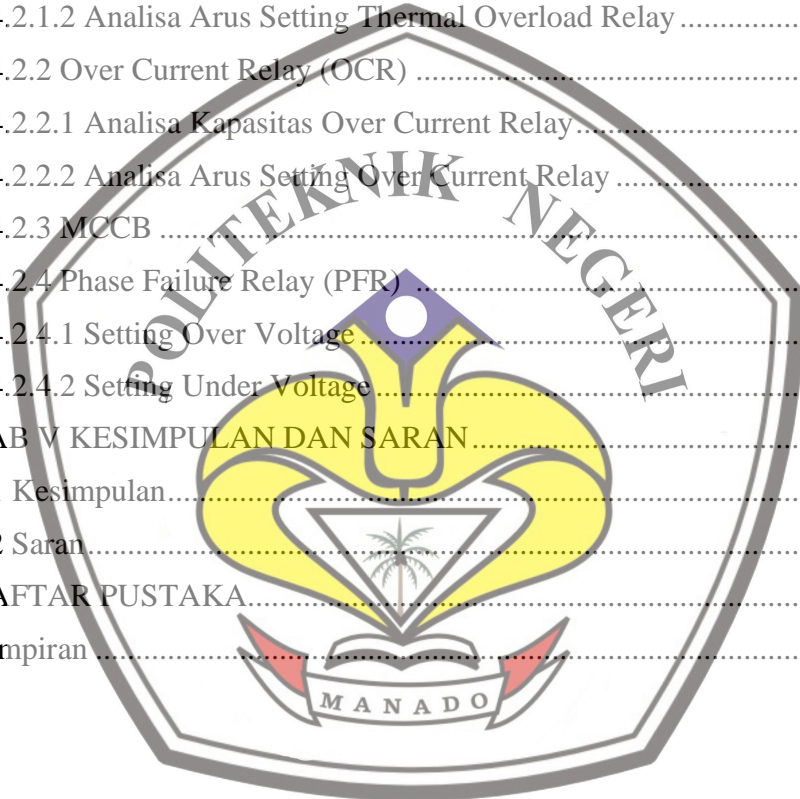 .2.1.2 Analisa Arus Setting Thermal Overload Relay
.2.2 Over Current Relay (OCR)
.2.2.1 Analisa Kapasitas Over Current Relay
.2.2.2 Analisa Arus Setting Over Current Relay
.2.3 MCCB
.2.4 Phase Failure Relay (PFR)
.2.4.1 Setting Over Voltage
.2.4.2 Setting Under Voltage
AB V KESIMPULAN DAN SARAN
Kesimpulan
2 Saran
AFTAR PUSTAKA
mpiran
POLITEKNIK NEGERI
MANADO